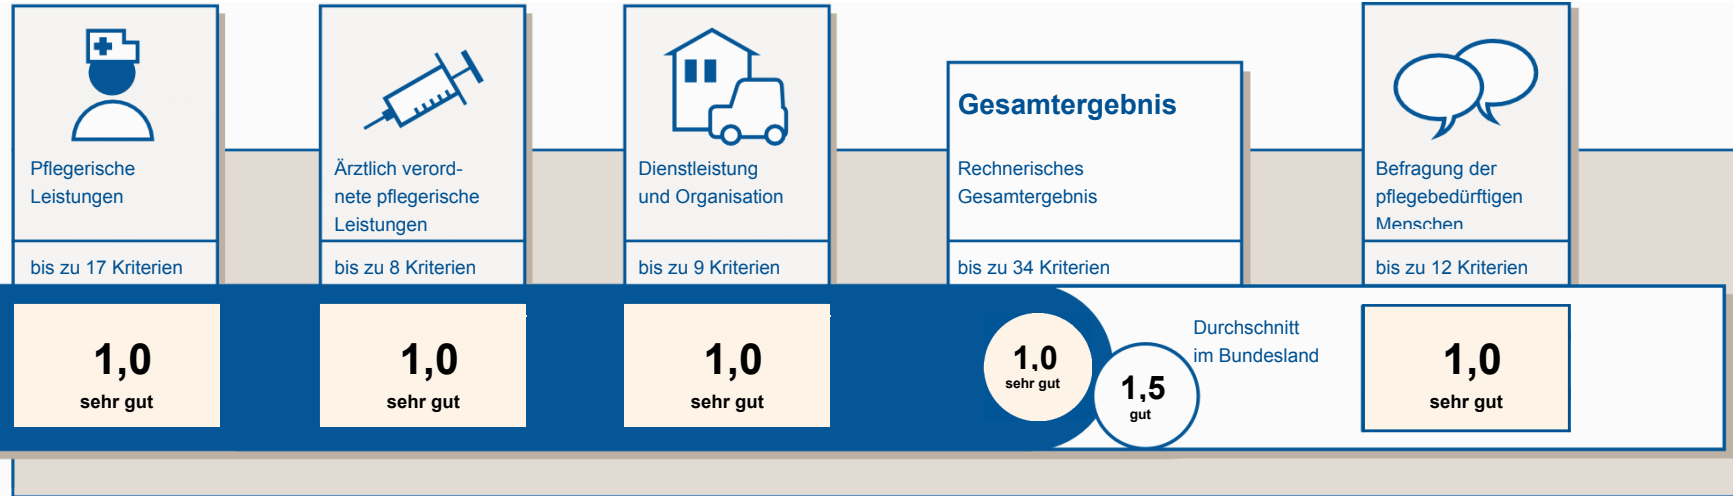 Pflegerische
Leistungen
bis zu 17 Kriterien
1,0
sehr gut
Ärztlich verord-
nete pflegerische
Leistungen
bis zu 8 Kriterien
1,0
sehr gut
Dienstleistung
und Organisation
bis zu 9 Kriterien
1,0
sehr gut
Gesamtergebnis
Rechnerisches
Gesamtergebnis
bis zu 34 Kriterien
1,0
sehr gut
1,5
gut
Durchschnitt
im Bundesland
Befragung der
pflegebedürftigen
Menschen
bis zu 12 Kriterien
1,0
sehr gut